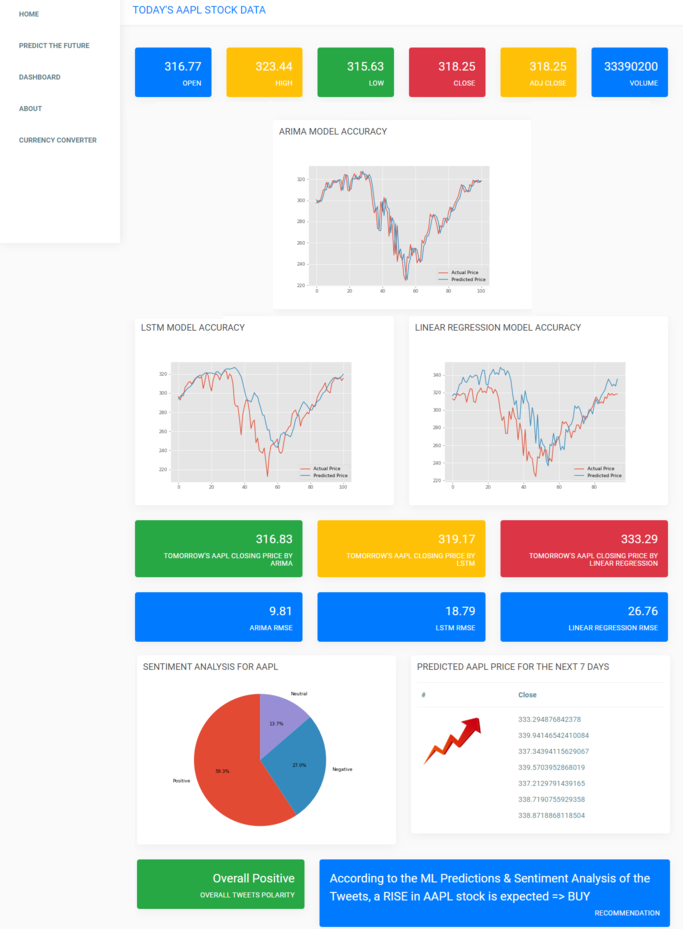 HOME
PREDICT THE FUTURE
DASHBOARD
ABOUT
CURRENCY CONVERTER
TODAY'S AAPL STOCK DATA
316.77
OPEN
323.44
HIGH
315.63
LOW
318.25
CLOSE
318.25
ADJ CLOSE
33390200
VOLUME
ARIMA MODEL ACCURACY
320
300
280
260
240
220
0 20 40 60 80 100
Actual Price
Predicted Price
LSTM MODEL ACCURACY
320
300
280
260
240
220
0 20 40 60 80 100
Actual Price
Predicted Price
LINEAR REGRESSION MODEL ACCURACY
340
320
300
280
260
240
220
0 20 40 60 80
Actual Price
Predicted Price
316.83
TOMORROW'S AAPL CLOSING PRICE BY
ARIMA
319.17
TOMORROW'S AAPL CLOSING PRICE BY
LSTM
333.29
TOMORROW'S AAPL CLOSING PRICE BY
LINEAR REGRESSION
9.81
ARIMA RMSE
18.79
LSTM RMSE
26.76
LINEAR REGRESSION RMSE
SENTIMENT ANALYSIS FOR AAPL
Neutral
13.7%
Negative
Positive
PREDICTED AAPL PRICE FOR THE NEXT 7 DAYS
# Close
333.294876842378
339.94146542410084
337.34394115629067
339.5703952868019
337.2129791439165
338.7190755929358
338.8718868118504
Overall Positive
OVERALL TWEETS POLARITY
According to the ML Predictions & Sentiment Analysis of the
Tweets, a RISE in AAPL stock is expected => BUY
RECOMMENDATION